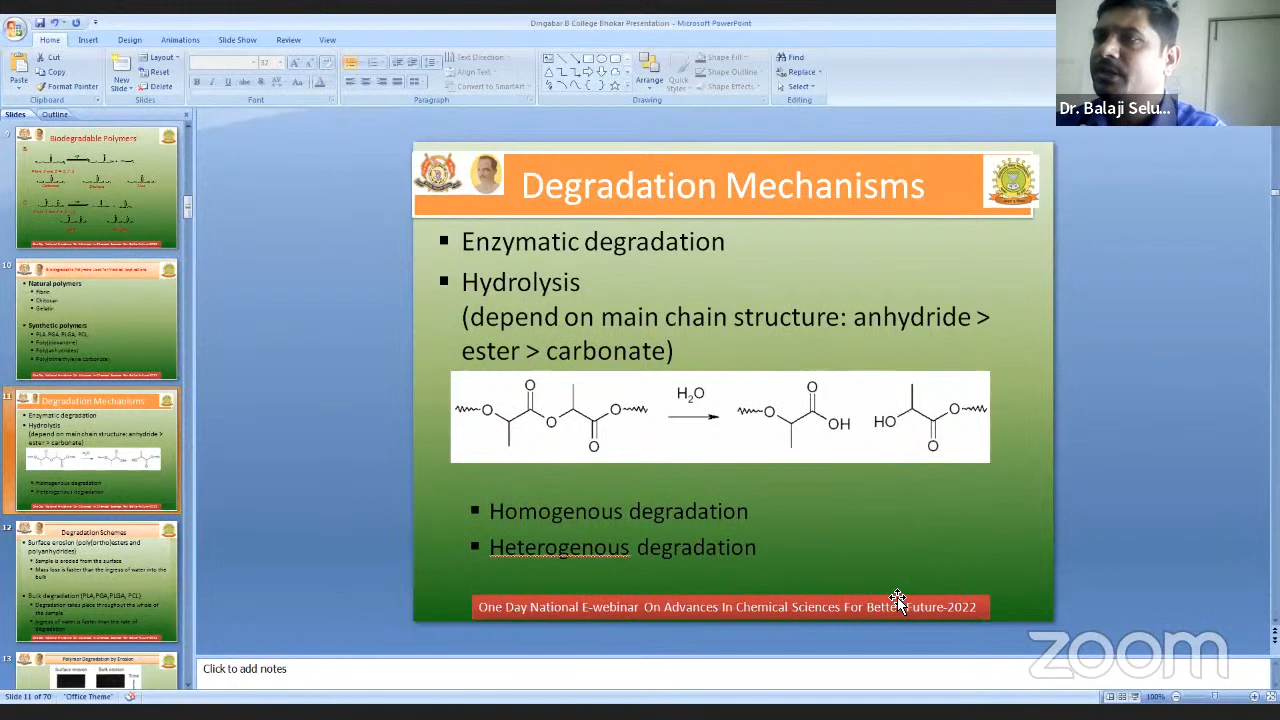 Dingabar B College Bhokar Presentation - Microsoft PowerPoint
Home Insert Design Animations Slide Show Review View
Paste
Cut
Copy
Format Painter
Clipboard
New
Slide
Layout
Reset
Delete
Slides
32
Font
Text Direction
Align Text
Convert to SmartArt
Paragraph
Arrange
Quick
Styles
Shape Fill
Shape Outline
Shape Effects
Drawing
Find
Replace
Select
Editing
Dr. Balaji Selu...
Slides Outline
9
Biodegradable Polymers
10
Natural polymers
Fibrin
Chitosan
Gelatin
Synthetic polymers
PLA, PGA, PLGA, PCL
11
Degradation Mechanisms
Enzymatic degradation
Hydrolysis
(depend on main chain structure: anhydride >
ester > carbonate)
Homogenous degradation
Heterogenous degradation
12
Degradation Schemes
Surface erosion (poly(ortho)esters and
polyanhydrides)
Sample is eroded from the surface
Mass loss is faster than the ingress of water into the
bulk
Bulk degradation (PLA,PGA,PLGA, PCL)
Degradation takes place throughout the whole of
the sample.
Ingress of water is faster than the rate of
degradation
13
Polymer Degradation by Erosion
Surface erosion Bulk erosion
Time
Degradation Mechanisms
Enzymatic degradation
Hydrolysis
(depend on main chain structure: anhydride >
ester > carbonate)
O O O O O H2O O O OH HO O O
Homogenous degradation
Heterogenous degradation
One Day National E-webinar On Advances In Chemical Sciences For Better Future-2022
zoom
Click to add notes
Slide 11 of 70 "Office Theme" 100%